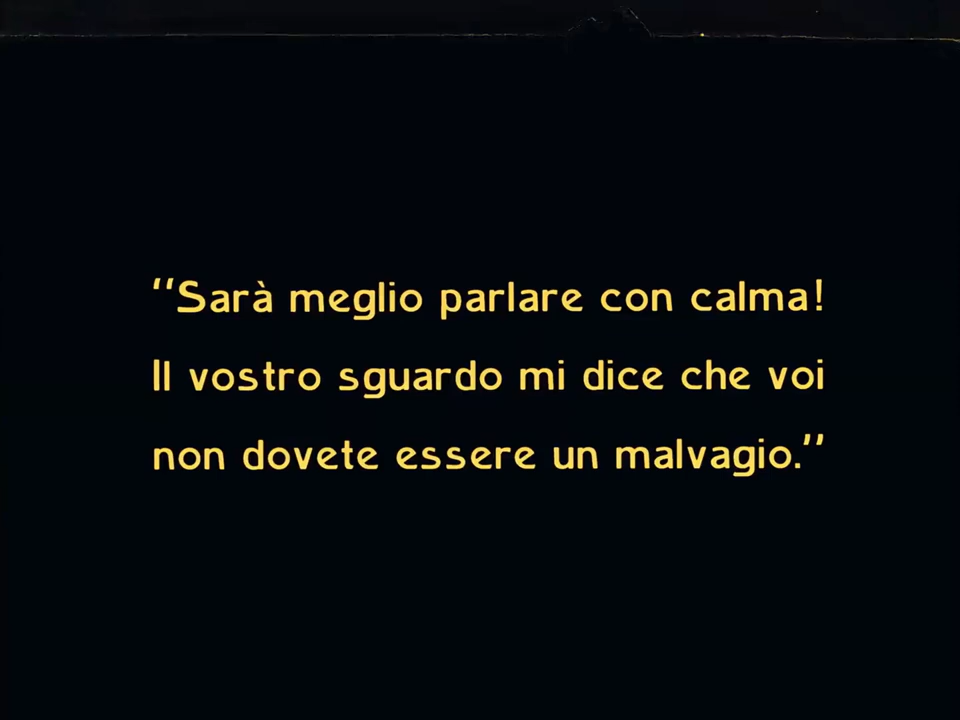 "Sarà meglio parlare con calma!
Il vostro sguardo mi dice che voi
non dovete essere un malvagio."